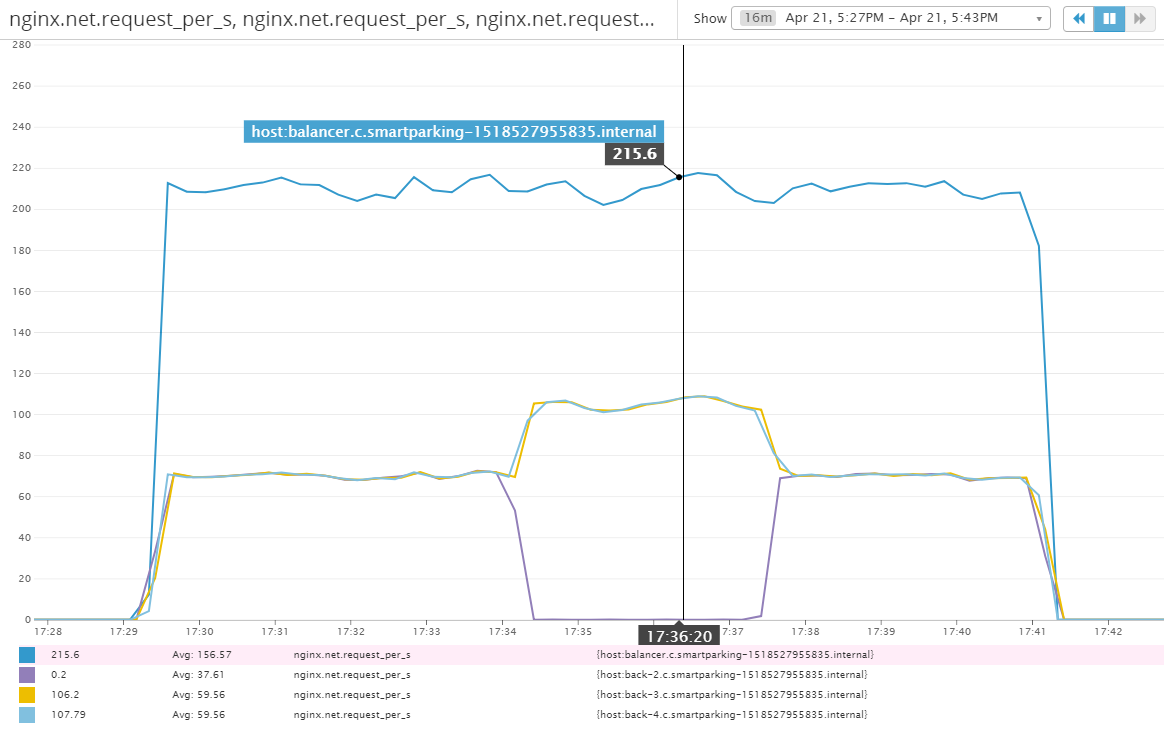 nginx.net.request_per_s, nginx.net.request_per_s, nginx.net.request...
Show 16m Apr 21, 5:27PM – Apr 21, 5:43PM
280
260
240
host:balancer.c.smartparking-1518527955835.internal
215.6
220
200
180
160
140
120
100
80
60
40
20
0
17:28 17:29 17:30 17:31 17:32 17:33 17:34 17:35 17:36:20 17:37 17:38 17:39 17:40 17:41 17:42
215.6 Avg: 156.57 nginx.net.request_per_s {host:balancer.c.smartparking-1518527955835.internal}
0.2 Avg: 37.61 nginx.net.request_per_s {host:back-2.c.smartparking-1518527955835.internal}
106.2 Avg: 59.56 nginx.net.request_per_s {host:back-3.c.smartparking-1518527955835.internal}
107.79 Avg: 59.56 nginx.net.request_per_s {host:back-4.c.smartparking-1518527955835.internal}